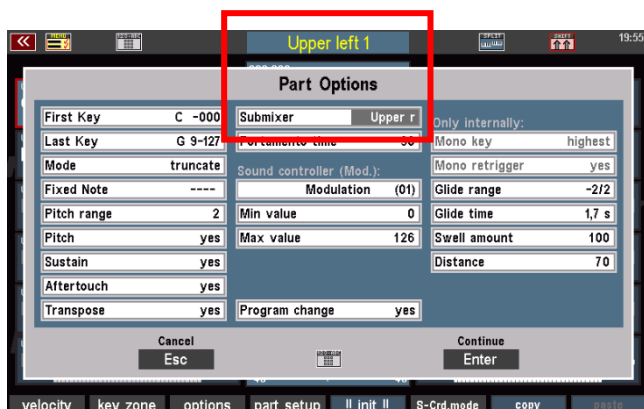 MENU
Upper left 1
SPLIT
SHIFT
19:55
Part Options
First Key C -000
Last Key G 9-127
Mode truncate
Fixed Note ----
Pitch range 2
Pitch yes
Sustain yes
Aftertouch yes
Transpose yes
Submixer Upper r
Portamento time
Sound controller (Mod.):
Modulation (01)
Min value 0
Max value 126
Program change yes
Only internally:
Mono key highest
Mono retrigger yes
Glide range -2/2
Glide time 1,7 s
Swell amount 100
Distance 70
Cancel
Esc
Continue
Enter
velocity key zone options part setup !! init !! S-Crd.mode copy paste